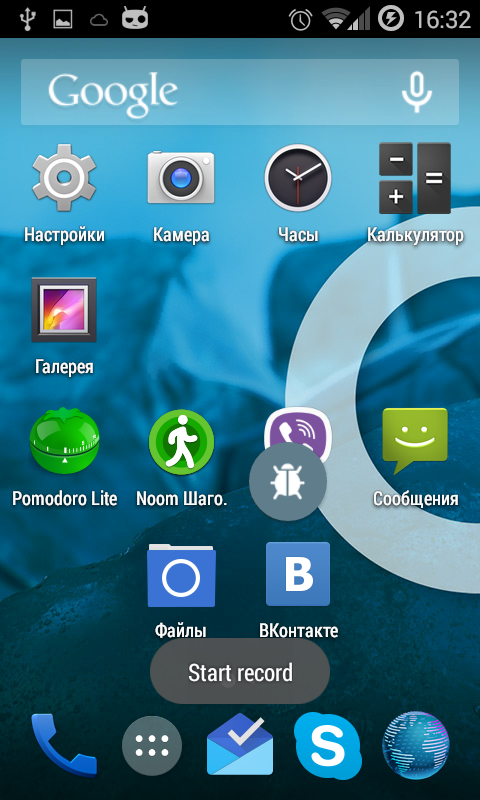 16:32
Google
Настройки
Камера
Часы
Калькулятор
Галерея
Pomodoro Lite
Noom Шаго.
Сообщения
B
Файлы
ВКонтакте
Start record
S